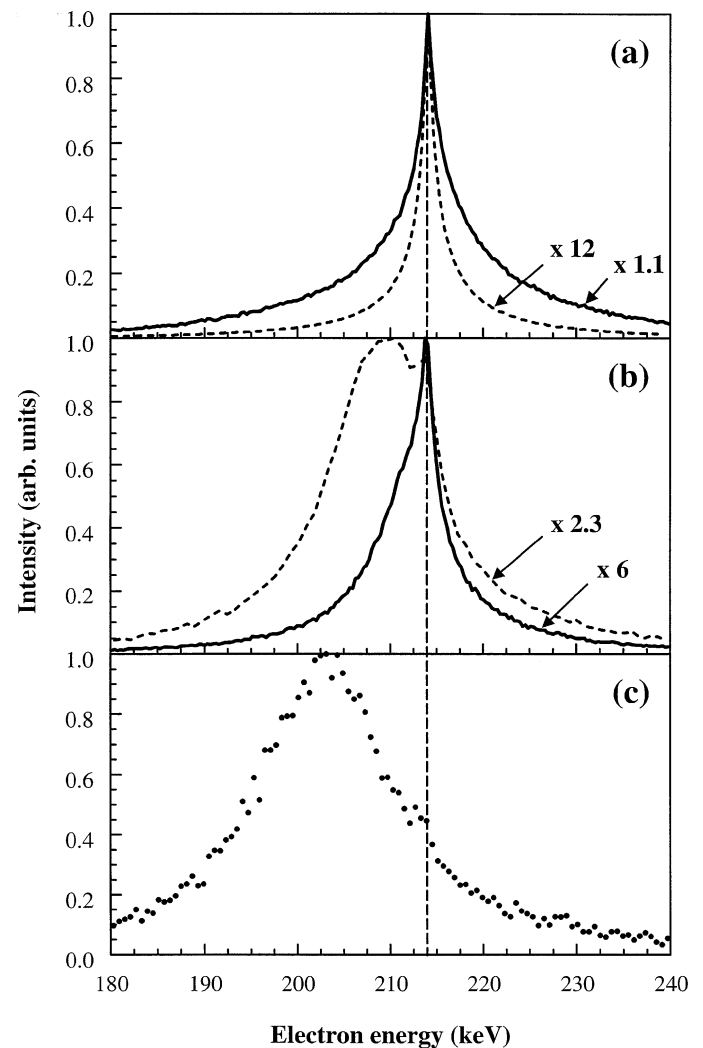 1.0
(a)
0.8
0.6
0.4
x 12
x 1.1
0.2
1.0
(b)
0.8
0.6
0.4
x 2.3
x 6
0.2
1.0
(c)
0.8
0.6
0.4
0.2
0.0
180 190 200 210 220 230 240
Intensity (arb. units)
Electron energy (keV)